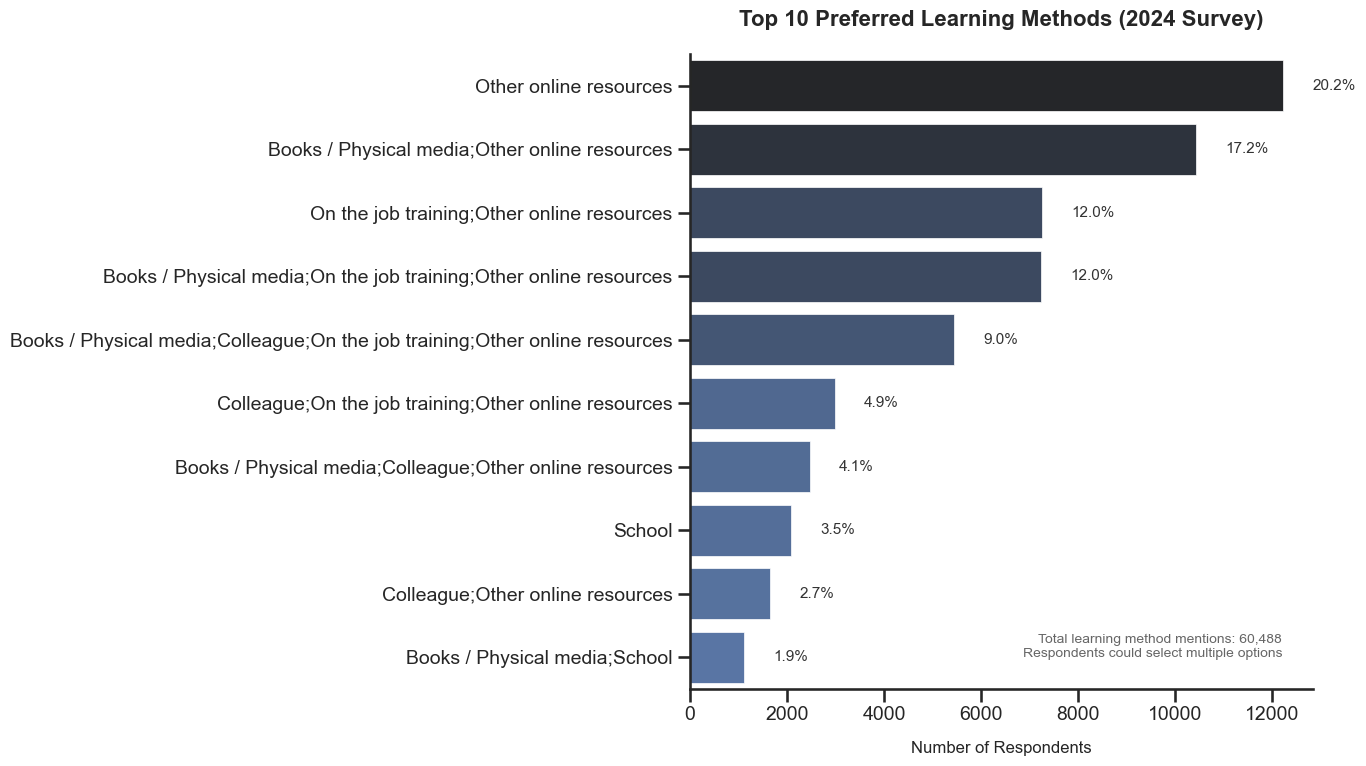 Top 10 Preferred Learning Methods (2024 Survey)
Other online resources
20.2%
Books / Physical media;Other online resources
17.2%
On the job training;Other online resources
12.0%
Books / Physical media;On the job training;Other online resources
12.0%
Books / Physical media;Colleague;On the job training;Other online resources
9.0%
Colleague;On the job training;Other online resources
4.9%
Books / Physical media;Colleague;Other online resources
4.1%
School
3.5%
Colleague;Other online resources
2.7%
Books / Physical media;School
1.9%
Total learning method mentions: 60,488
Respondents could select multiple options
0 2000 4000 6000 8000 10000 12000
Number of Respondents